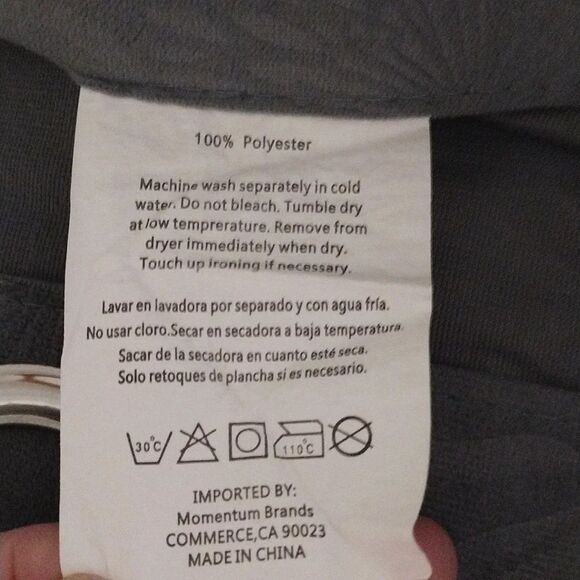 100% Polyester
Machine wash separately in cold
water. Do not bleach. Tumble dry
at low temprerature. Remove from
dryer immediately when dry.
Touch up ironing if necessary.
Lavar en lavadora por separado y con agua fría.
No usar cloro.Secar en secadora a baja temperatura.
Sacar de la secadora en cuanto esté seca.
Solo retoques de plancha si es necesario.
30°C 110°C
IMPORTED BY:
Momentum Brands
COMMERCE,CA 90023
MADE IN CHINA